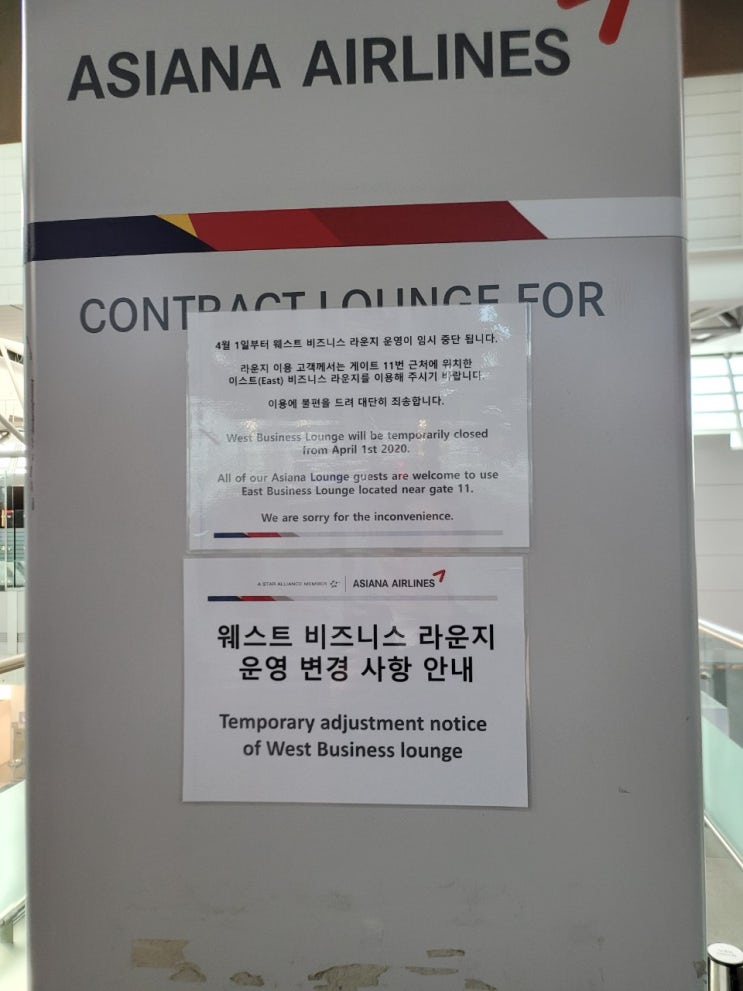 ASIANA AIRLINES
CONTRACT LOUNGE FOR
4월 1일부터 웨스트 비즈니스 라운지 운영이 임시 중단 됩니다.
라운지 이용 고객께서는 게이트 11번 근처에 위치한
이스트(East) 비즈니스 라운지를 이용해 주시기 바랍니다.
이용에 불편을 드려 대단히 죄송합니다.
West Business Lounge will be temporarily closed
from April 1st 2020.
All of our Asiana Lounge guests are welcome to use
East Business Lounge located near gate 11.
We are sorry for the inconvenience.
A STAR ALLIANCE MEMBER ASIANA AIRLINES
웨스트 비즈니스 라운지
운영 변경 사항 안내
Temporary adjustment notice
of West Business lounge